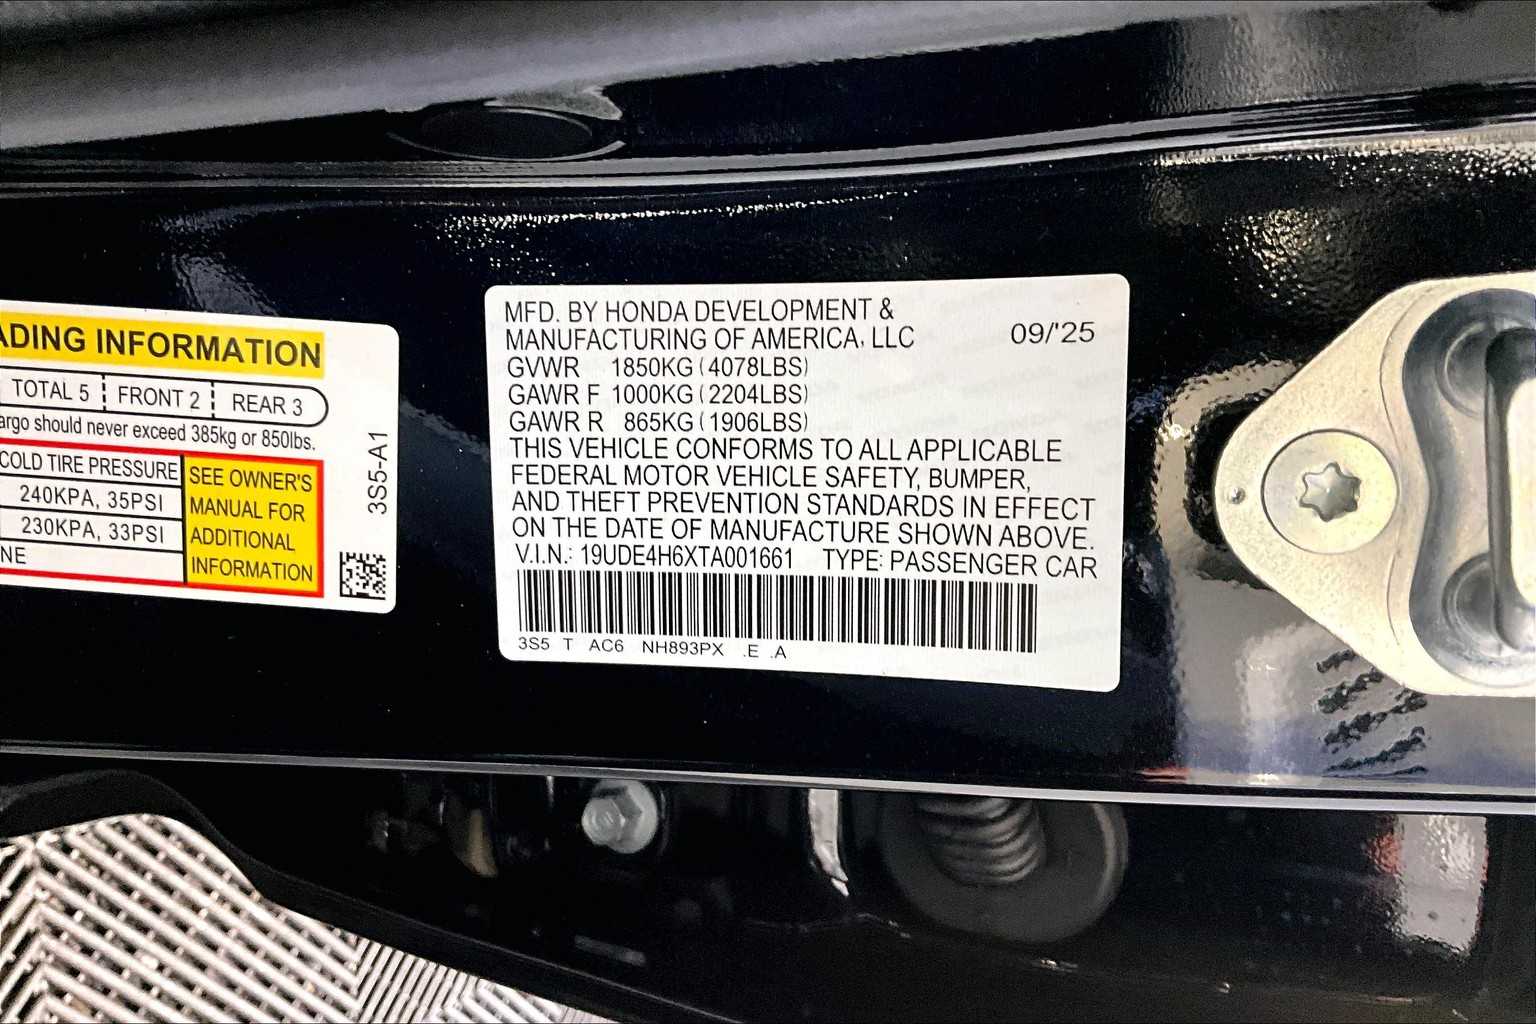 ADING INFORMATION
TOTAL 5 FRONT 2 REAR 3
argo should never exceed 385kg or 850lbs.
COLD TIRE PRESSURE
240KPA, 35PSI
230KPA, 33PSI
NE
SEE OWNER'S
MANUAL FOR
ADDITIONAL
INFORMATION
3S5-A1
MFD. BY HONDA DEVELOPMENT &
MANUFACTURING OF AMERICA, LLC 09/'25
GVWR 1850KG (4078LBS)
GAWR F 1000KG (2204LBS)
GAWR R 865KG (1906LBS)
THIS VEHICLE CONFORMS TO ALL APPLICABLE
FEDERAL MOTOR VEHICLE SAFETY, BUMPER,
AND THEFT PREVENTION STANDARDS IN EFFECT
ON THE DATE OF MANUFACTURE SHOWN ABOVE.
V.I.N.: 19UDE4H6XTA001661 TYPE: PASSENGER CAR
3S5 T AC6 NH893PX .E .A